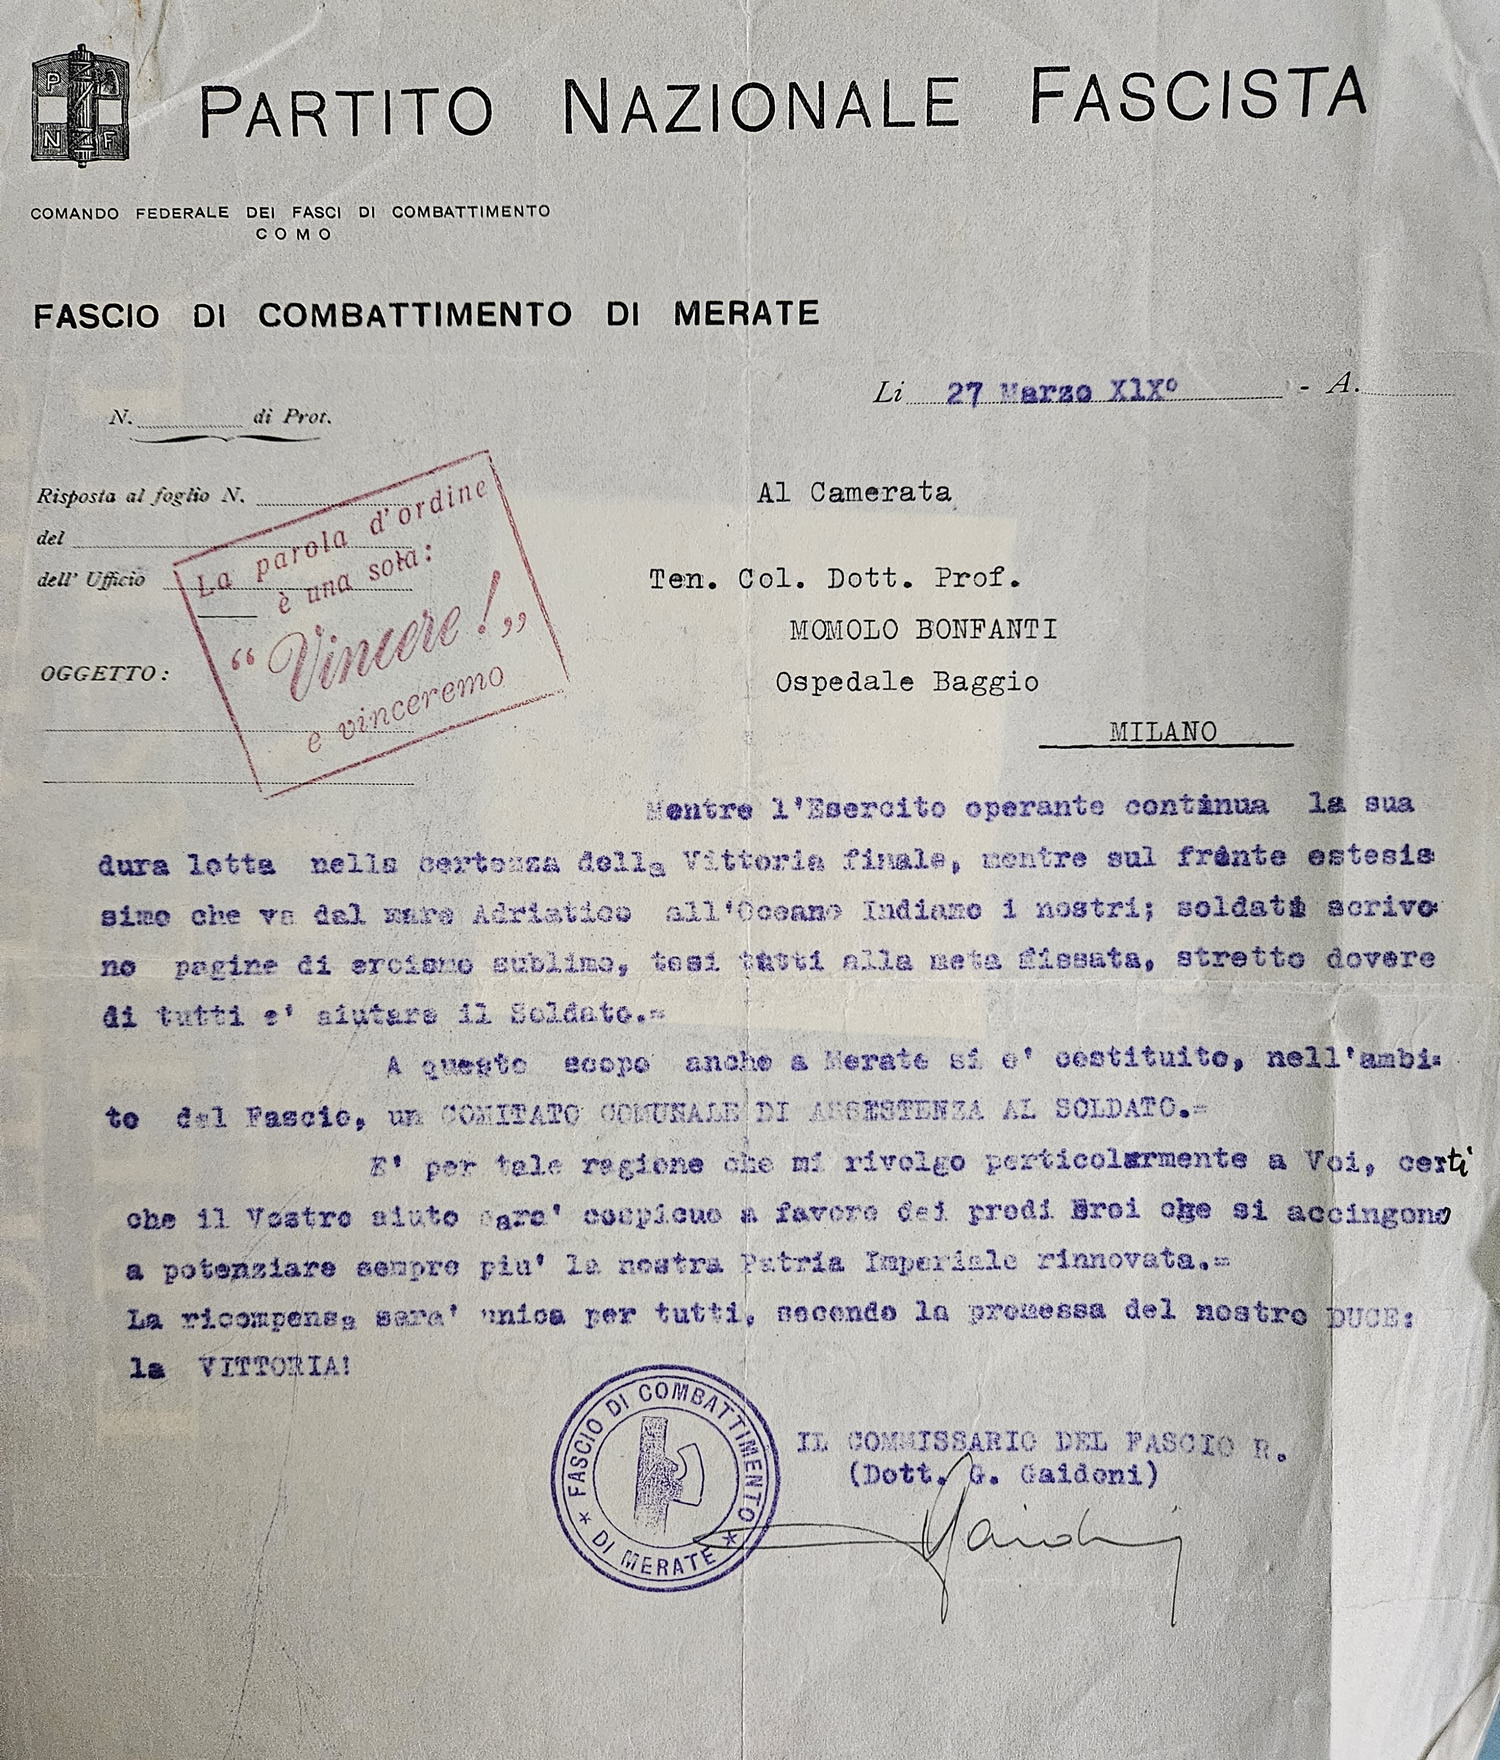 P N F
PARTITO NAZIONALE FASCISTA
COMANDO FEDERALE DEI FASCI DI COMBATTIMENTO
COMO
FASCIO DI COMBATTIMENTO DI MERATE
Li 27 Marzo XlXº - A.
N. di Prot.
Risposta al foglio N.
del
dell' Ufficio
OGGETTO:
La parola d'ordine
è una sola:
“Vincere!”
e vinceremo
Al Camerata
Ten. Col. Dott. Prof.
MOMOLO BONFANTI
Ospedale Baggio
MILANO
Mentre l'Esercito operante continua la sua
dura lotta nella certezza della Vittoria finale, mentre sul frénte estesis
simo che va dal mare Adriatico all'Oceano Indiano i nostri; soldati scrivo
no pagine di eroismo sublime, tesi tutti alla meta fissata, stretto dovere
di tutti e' aiutare il Soldato.=
A questo scopo anche a Merate si e' costituito, nell'ambi=
to del Fascio, un COMITATO COMUNALE DI ASSESTENZA AL SOLDATO.=
E' per tale ragione che mi rivolgo perticolarmente a Voi, certi
che il Vostro aiuto sara' cospicuo a favore dei prodi Eroi che si accingono
a potenziare sempre piu' la nostra Patria Imperiale rinnovata.=
La ricompensa sara' unica per tutti, secondo la promessa del nostro DUCE:
la VITTORIA!
FASCIO DI COMBATTIMENTO
* DI MERATE *
IL COMMISSARIO DEL FASCIO R.
(Dott. G. Gaidoni)
Gaidoni